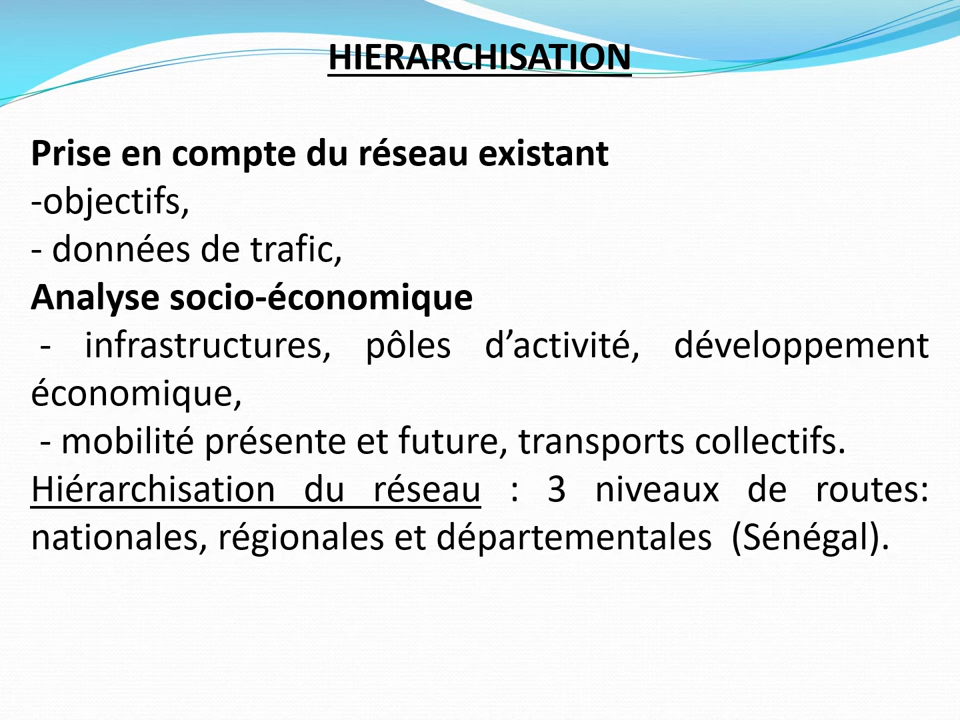 HIERARCHISATION
Prise en compte du réseau existant
-objectifs,
- données de trafic,
Analyse socio-économique
- infrastructures, pôles d’activité, développement
économique,
- mobilité présente et future, transports collectifs.
Hiérarchisation du réseau : 3 niveaux de routes:
nationales, régionales et départementales (Sénégal).